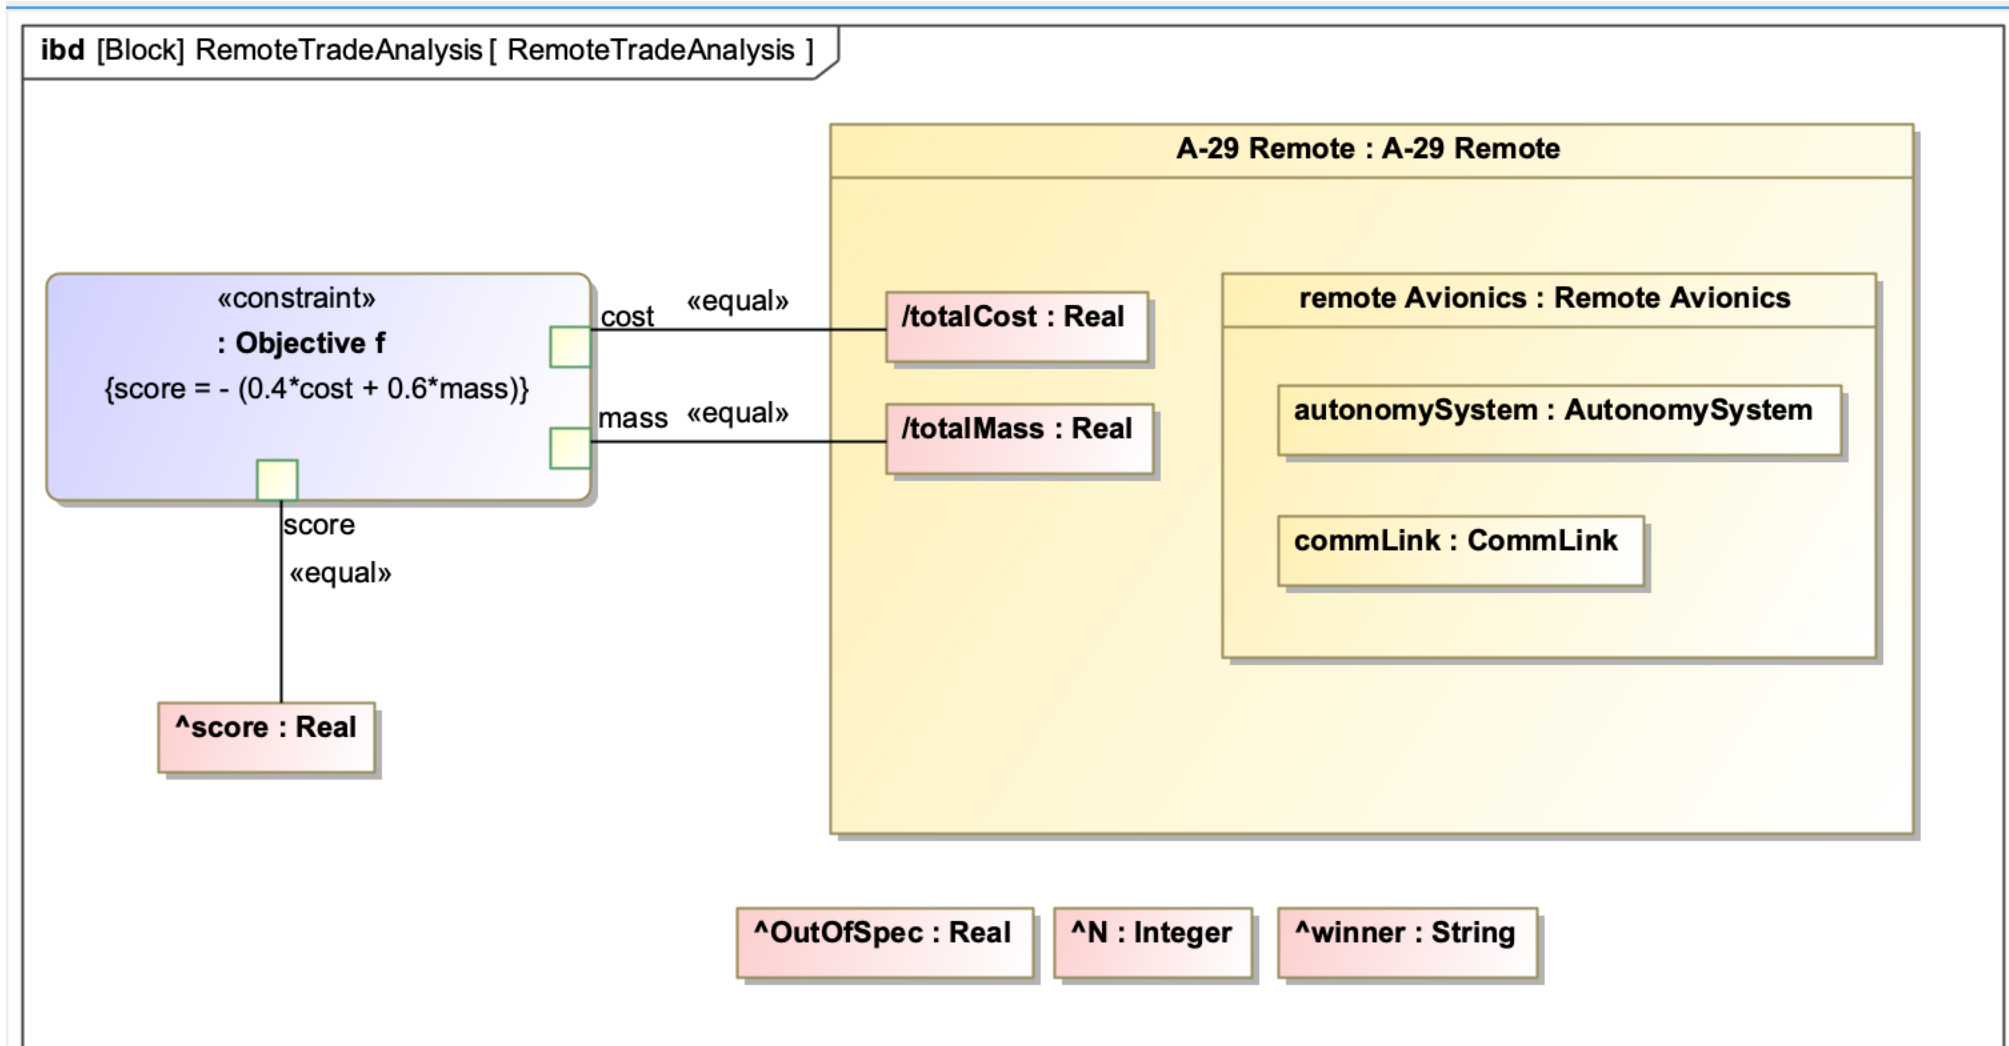 ibd [Block] RemoteTradeAnalysis [ RemoteTradeAnalysis ]
A-29 Remote : A-29 Remote
«constraint»
: Objective f
{score = - (0.4*cost + 0.6*mass)}
cost
«equal»
/totalCost : Real
mass
«equal»
/totalMass : Real
remote Avionics : Remote Avionics
autonomySystem : AutonomySystem
commLink : CommLink
score
«equal»
^score : Real
^OutOfSpec : Real
^N : Integer
^winner : String